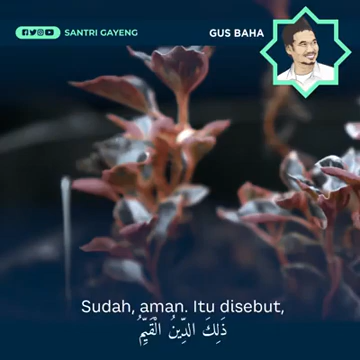 SANTRI GAYENG
GUS BAHA
Sudah, aman. Itu disebut,
ذَلِكَ الدِّينُ الْقَيِّمُ